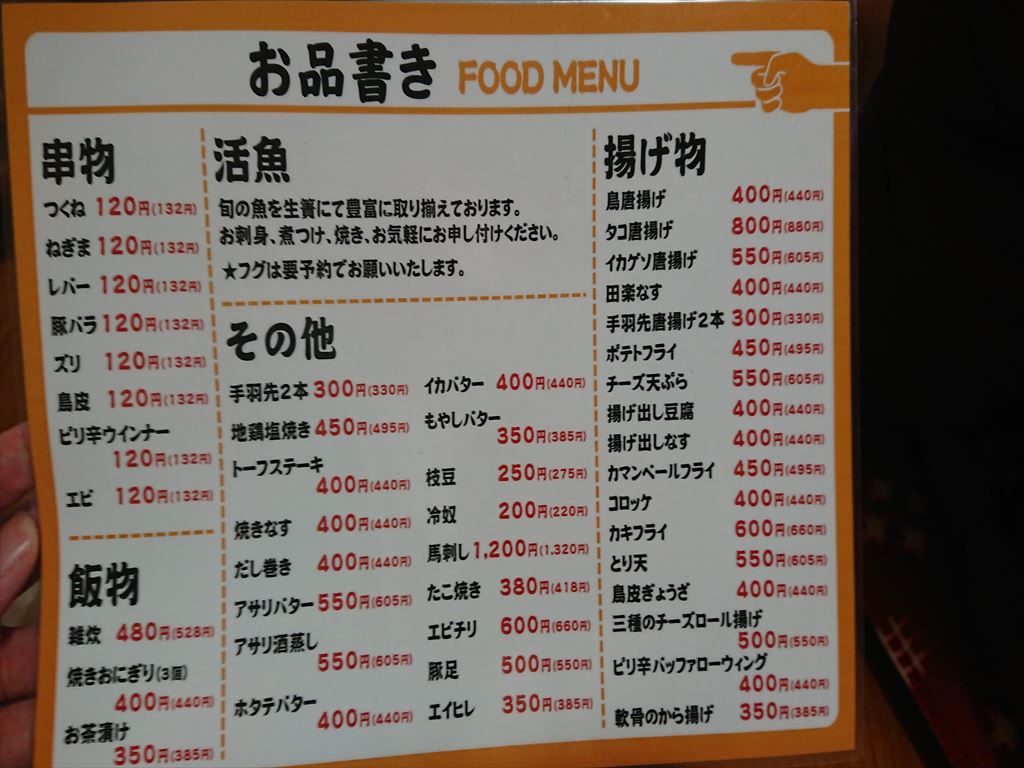 お品書き FOOD MENU
串物
つくね 120円(132円)
ねぎま 120円(132円)
レバー 120円(132円)
豚バラ 120円(132円)
ズリ 120円(132円)
鳥皮 120円(132円)
ピリ辛ウインナー
120円(132円)
エビ 120円(132円)
飯物
雑炊 480円(528円)
焼きおにぎり(3個)
400円(440円)
お茶漬け
350円(385円)
活魚
旬の魚を生簀にて豊富に取り揃えております。
お刺身、煮つけ、焼き、お気軽にお申し付けください。
★フグは要予約でお願いいたします。
その他
手羽先2本 300円(330円)
地鶏塩焼き 450円(495円)
トーフステーキ
400円(440円)
焼きなす 400円(440円)
だし巻き 400円(440円)
アサリバター 550円(605円)
アサリ酒蒸し
550円(605円)
ホタテバター
400円(440円)
イカバター 400円(440円)
もやしバター
350円(385円)
枝豆 250円(275円)
冷奴 200円(220円)
馬刺し 1,200円(1,320円)
たこ焼き 380円(418円)
エビチリ 600円(660円)
豚足 500円(550円)
エイヒレ 350円(385円)
揚げ物
鳥唐揚げ 400円(440円)
タコ唐揚げ 800円(880円)
イカゲソ唐揚げ 550円(605円)
田楽なす 400円(440円)
手羽先唐揚げ2本 300円(330円)
ポテトフライ 450円(495円)
チーズ天ぷら 550円(605円)
揚げ出し豆腐 400円(440円)
揚げ出しなす 400円(440円)
カマンベールフライ 450円(495円)
コロッケ 400円(440円)
カキフライ 600円(660円)
とり天 550円(605円)
鳥皮ぎょうざ 400円(440円)
三種のチーズロール揚げ
500円(550円)
ピリ辛バッファローウィング
400円(440円)
軟骨のから揚げ 350円(385円)